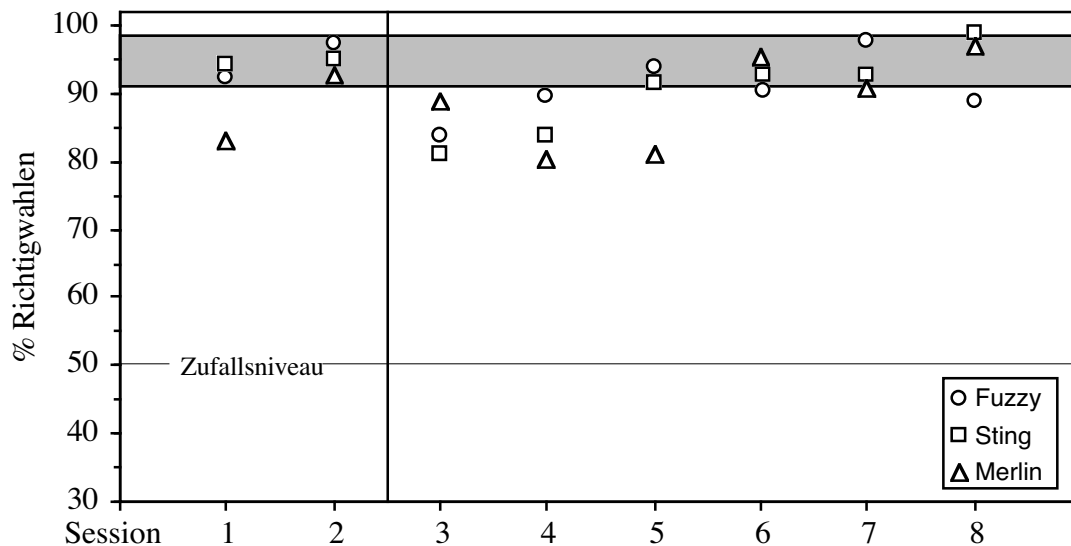 % Richtigwahlen
100
90
80
70
60
50
40
30
Zufallsniveau
Fuzzy
Sting
Merlin
Session 1 2 3 4 5 6 7 8